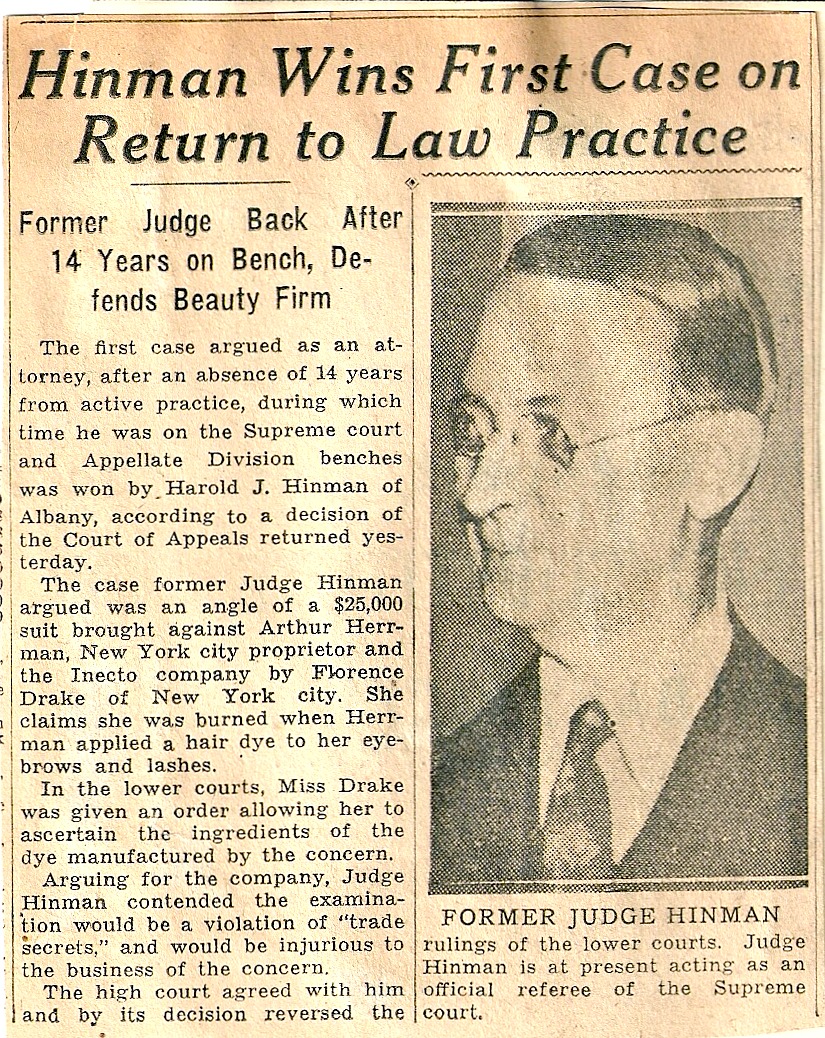 Hinman Wins First Case on
Return to Law Practice
Former Judge Back After
14 Years on Bench, De-
fends Beauty Firm
The first case argued as an at-
torney, after an absence of 14 years
from active practice, during which
time he was on the Supreme court
and Appellate Division benches
was won by Harold J. Hinman of
Albany, according to a decision of
the Court of Appeals returned yes-
terday.
The case former Judge Hinman
argued was an angle of a $25,000
suit brought against Arthur Herr-
man, New York city proprietor and
the Inecto company by Florence
Drake of New York city. She
claims she was burned when Herr-
man applied a hair dye to her eye-
brows and lashes.
In the lower courts, Miss Drake
was given an order allowing her to
ascertain the ingredients of the
dye manufactured by the concern.
Arguing for the company, Judge
Hinman contended the examina-
tion would be a violation of “trade
secrets,” and would be injurious to
the business of the concern.
The high court agreed with him
and by its decision reversed the
FORMER JUDGE HINMAN
rulings of the lower courts. Judge
Hinman is at present acting as an
official referee of the Supreme
court.